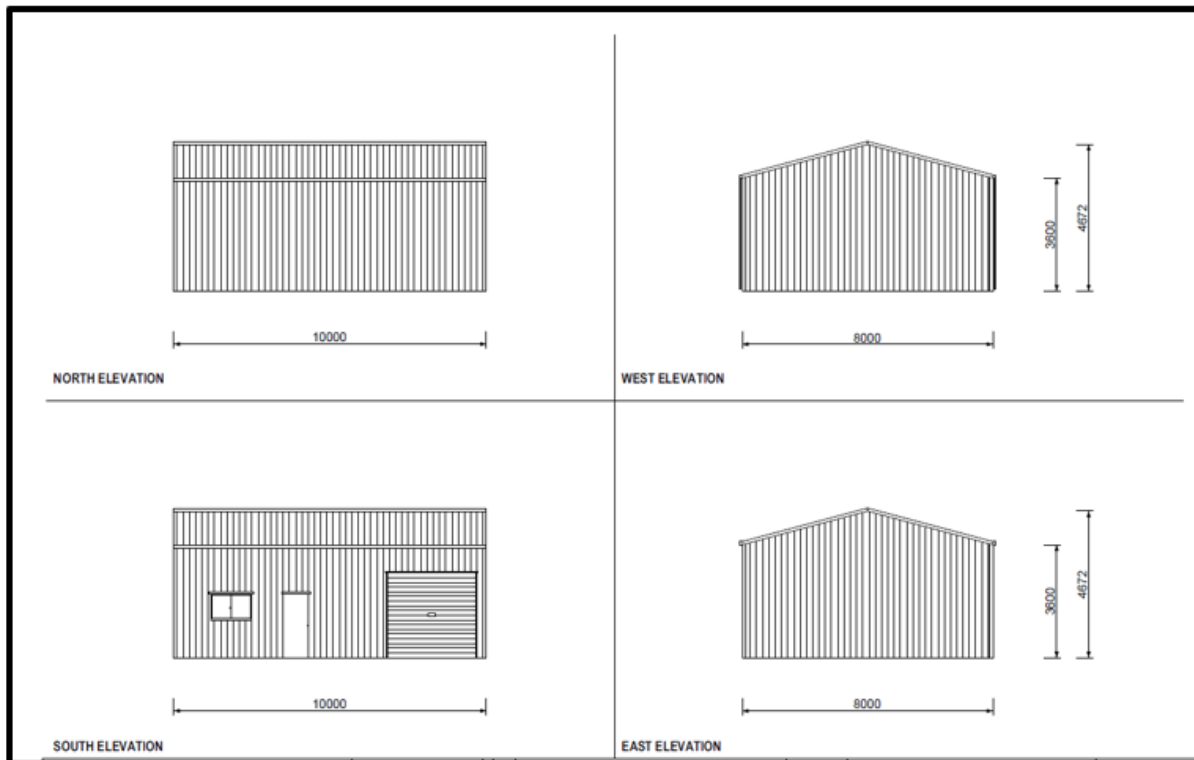 10000
NORTH ELEVATION
3600
4672
8000
WEST ELEVATION
10000
SOUTH ELEVATION
3600
4672
8000
EAST ELEVATION